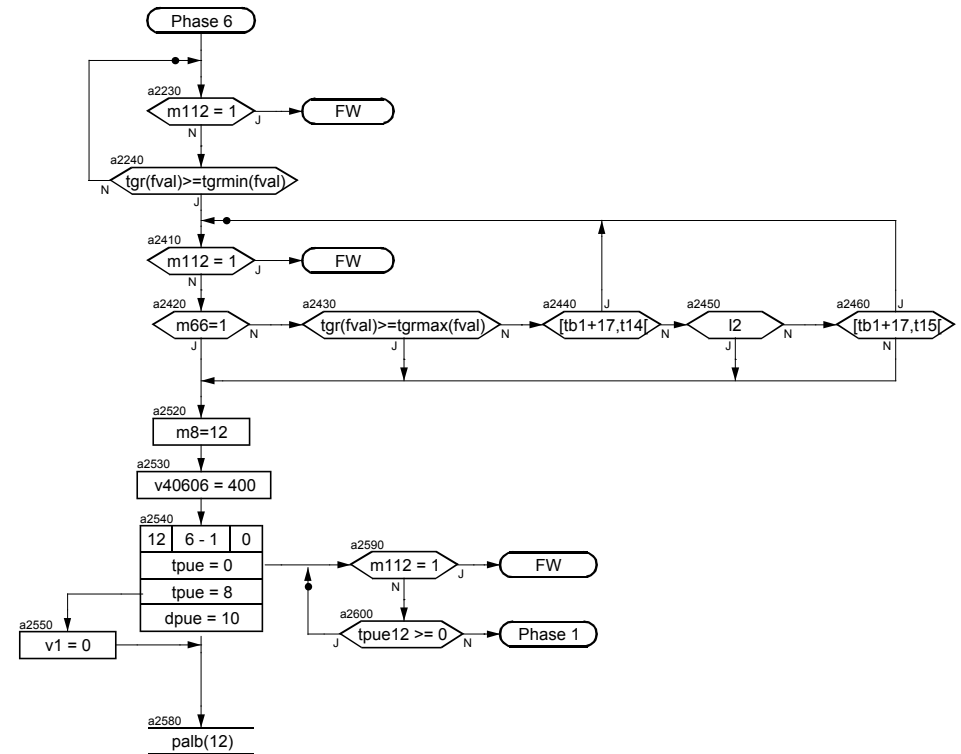 Phase 6
a2230
m112 = 1
J
FW
N
a2240
tgr(fval)>=tgrmin(fval)
N
J
a2410
m112 = 1
J
FW
N
a2420
m66=1
N
J
a2430
tgr(fval)>=tgrmax(fval)
N
J
a2440
J
[tb1+17,t14[
N
a2450
l2
N
J
a2460
J
[tb1+17,t15[
N
a2520
m8=12
a2530
v40606 = 400
a2540
12 6 - 1 0
tpue = 0
tpue = 8
dpue = 10
a2590
m112 = 1
J
FW
N
a2600
tpue12 >= 0
J
N
Phase 1
a2550
v1 = 0
a2580
palb(12)